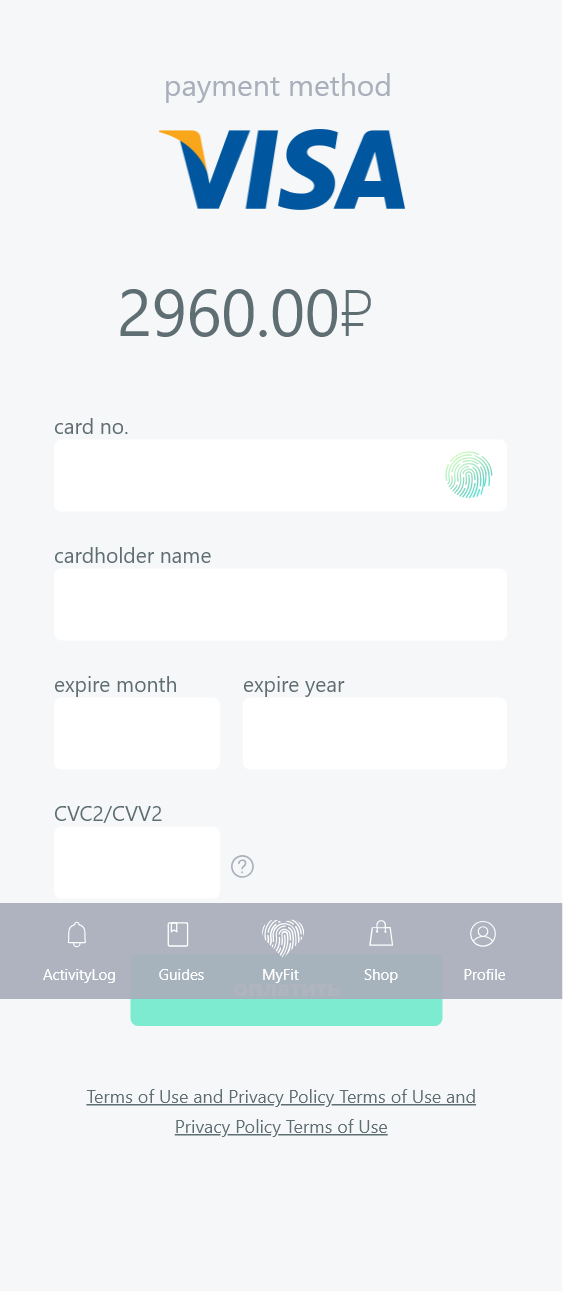 payment method
VISA
2960.00₽
card no.
cardholder name
expire month expire year
CVC2/CVV2
?
ActivityLog Guides MyFit Shop Profile
оплатить
Terms of Use and Privacy Policy Terms of Use and
Privacy Policy Terms of Use